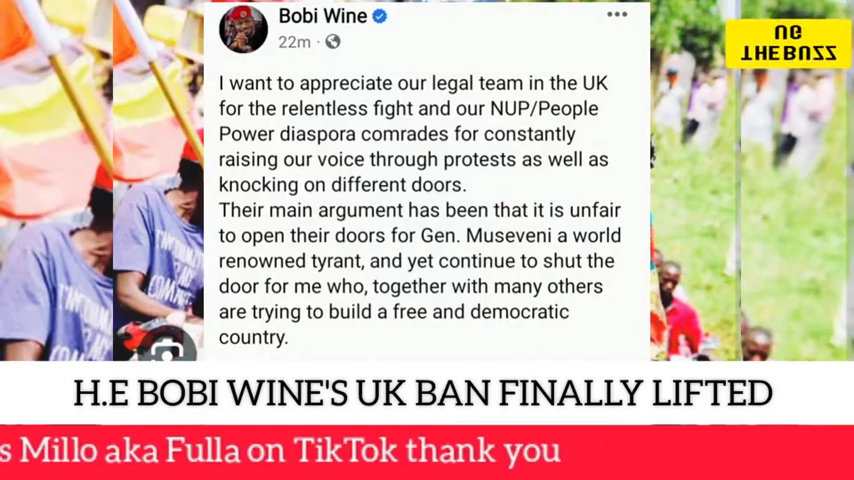 Bobi Wine
22m
UG
THEBUZZ
I want to appreciate our legal team in the UK
for the relentless fight and our NUP/People
Power diaspora comrades for constantly
raising our voice through protests as well as
knocking on different doors.
Their main argument has been that it is unfair
to open their doors for Gen. Museveni a world
renowned tyrant, and yet continue to shut the
door for me who, together with many others
are trying to build a free and democratic
country.
H.E BOBI WINE'S UK BAN FINALLY LIFTED
s Millo aka Fulla on TikTok thank you